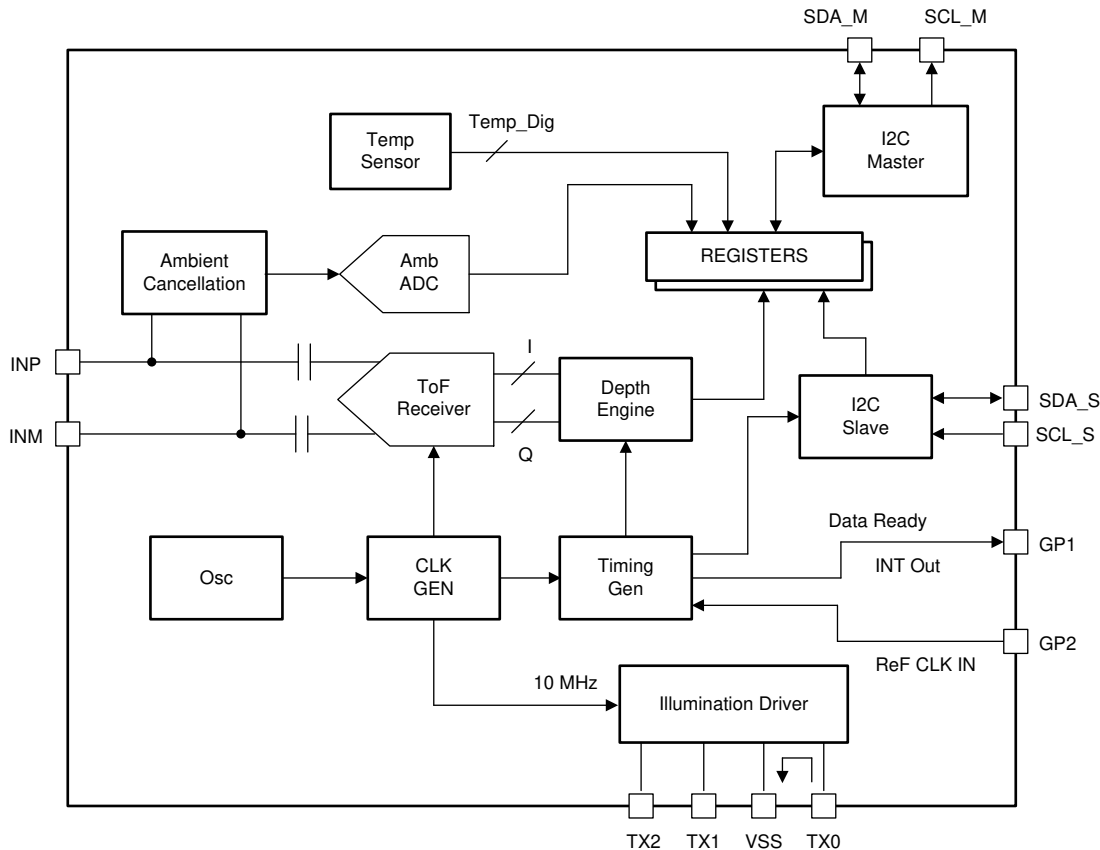 SDA_M
SCL_M
Temp_Dig
Temp
Sensor
I2C
Master
REGISTERS
Ambient
Cancellation
Amb
ADC
INP
INM
ToF
Receiver
I
Q
Depth
Engine
I2C
Slave
SDA_S
SCL_S
Osc
CLK
GEN
Timing
Gen
Data Ready
INT Out
GP1
GP2
ReF CLK IN
10 MHz
Illumination Driver
TX2
TX1
VSS
TX0